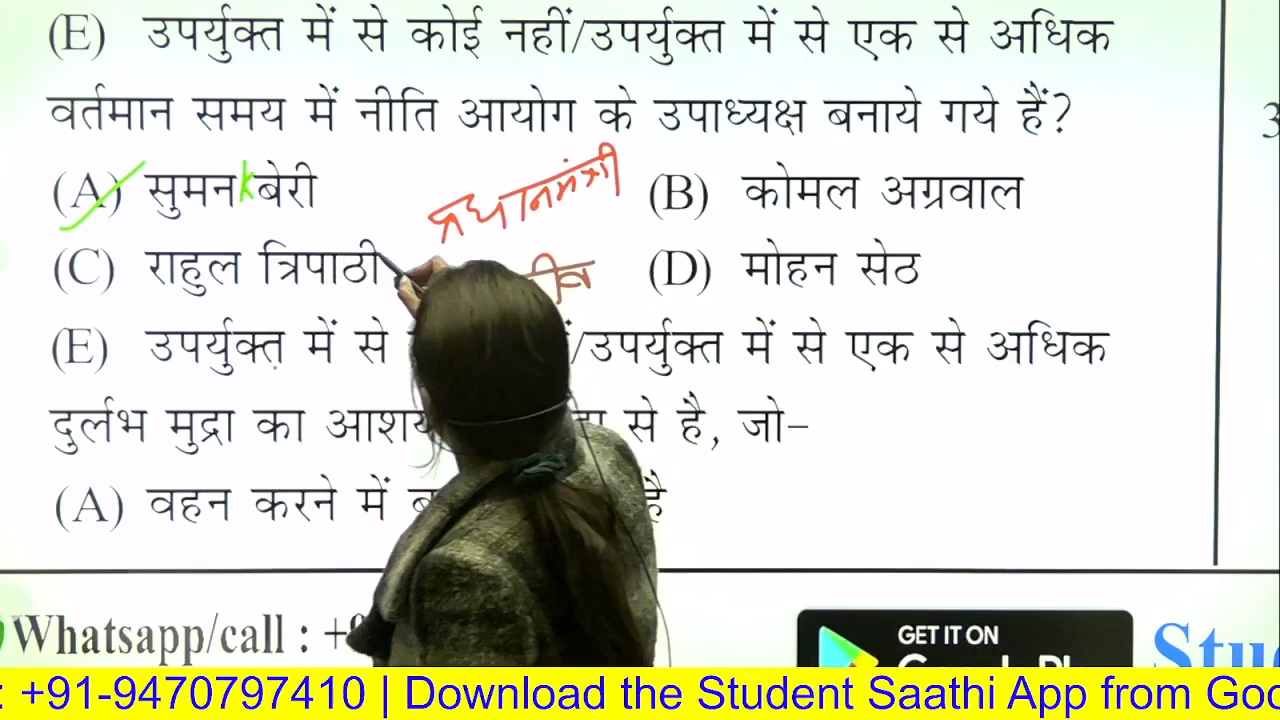 (E) उपर्युक्त में से कोई नहीं/उपर्युक्त में से एक से अधिक
वर्तमान समय में नीति आयोग के उपाध्यक्ष बनाये गये हैं?
3
(A) सुमन k बेरी
(B) कोमल अग्रवाल
प्रधानमंत्री
(C) राहुल त्रिपाठी
(D) मोहन सेठ
(E) उपर्युक्त में से /उपर्युक्त में से एक से अधिक
दुर्लभ मुद्रा का से है, जो–
(A) वहन करने में है
Whatsapp/call : +
GET IT ON
: +91-9470797410 | Download the Student Saathi App from Goo